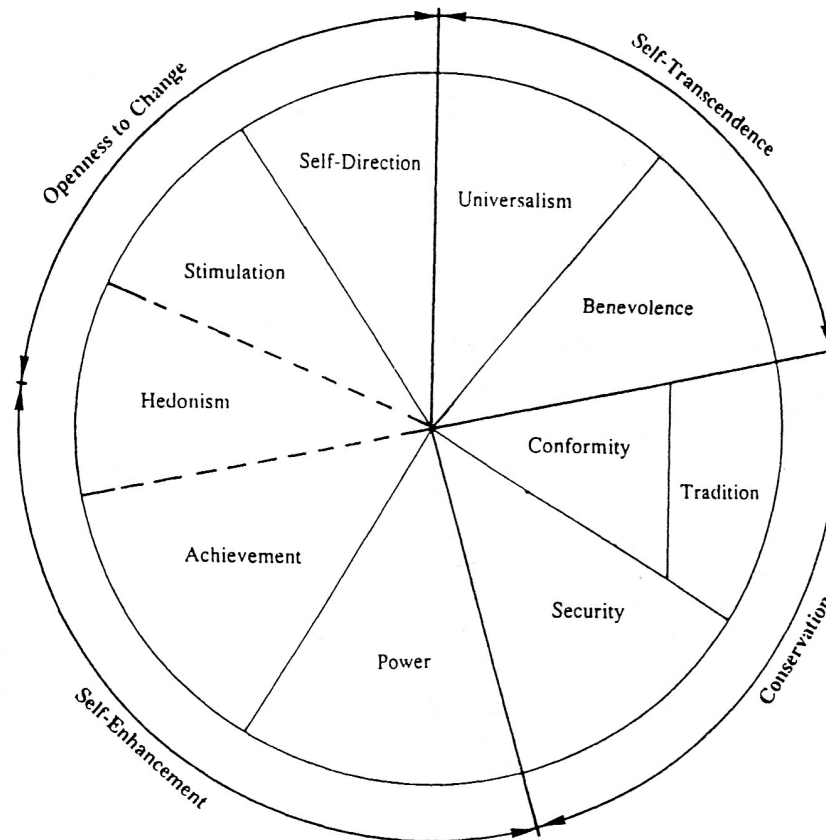 Openness to Change
Self-Transcendence
Self-Direction
Universalism
Stimulation
Benevolence
Hedonism
Conformity
Tradition
Achievement
Security
Power
Self-Enhancement
Conservation